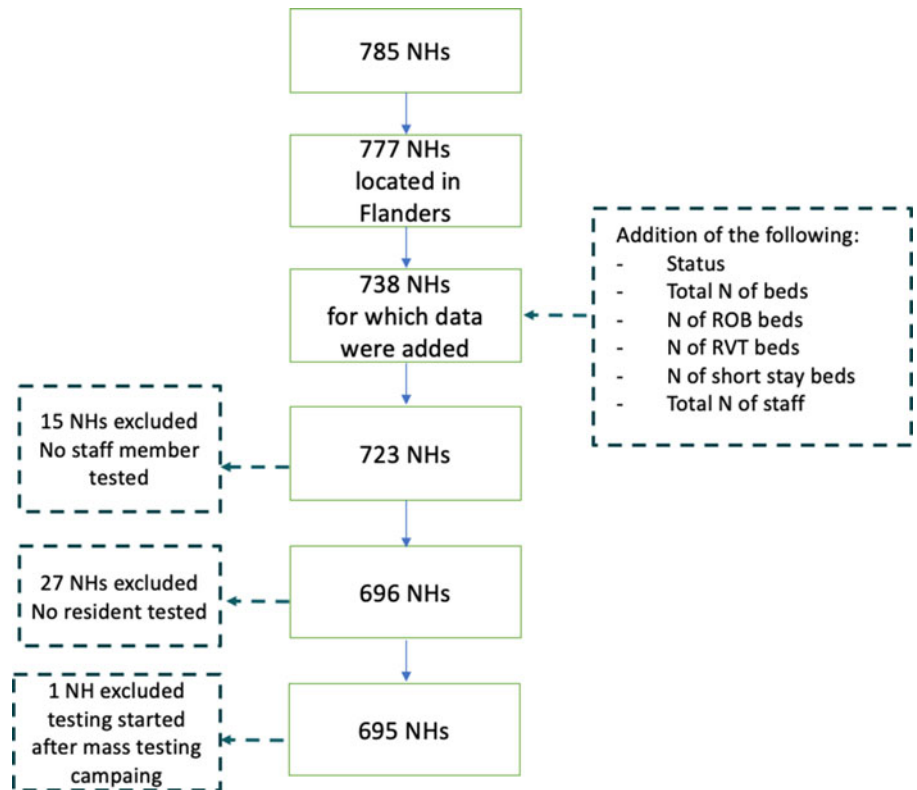 785 NHs
777 NHs
located in
Flanders
738 NHs
for which data
were added
Addition of the following:
- Status
- Total N of beds
- N of ROB beds
- N of RVT beds
- N of short stay beds
- Total N of staff
15 NHs excluded
No staff member
tested
723 NHs
27 NHs excluded
No resident tested
696 NHs
1 NH excluded
testing started
after mass testing
campaing
695 NHs